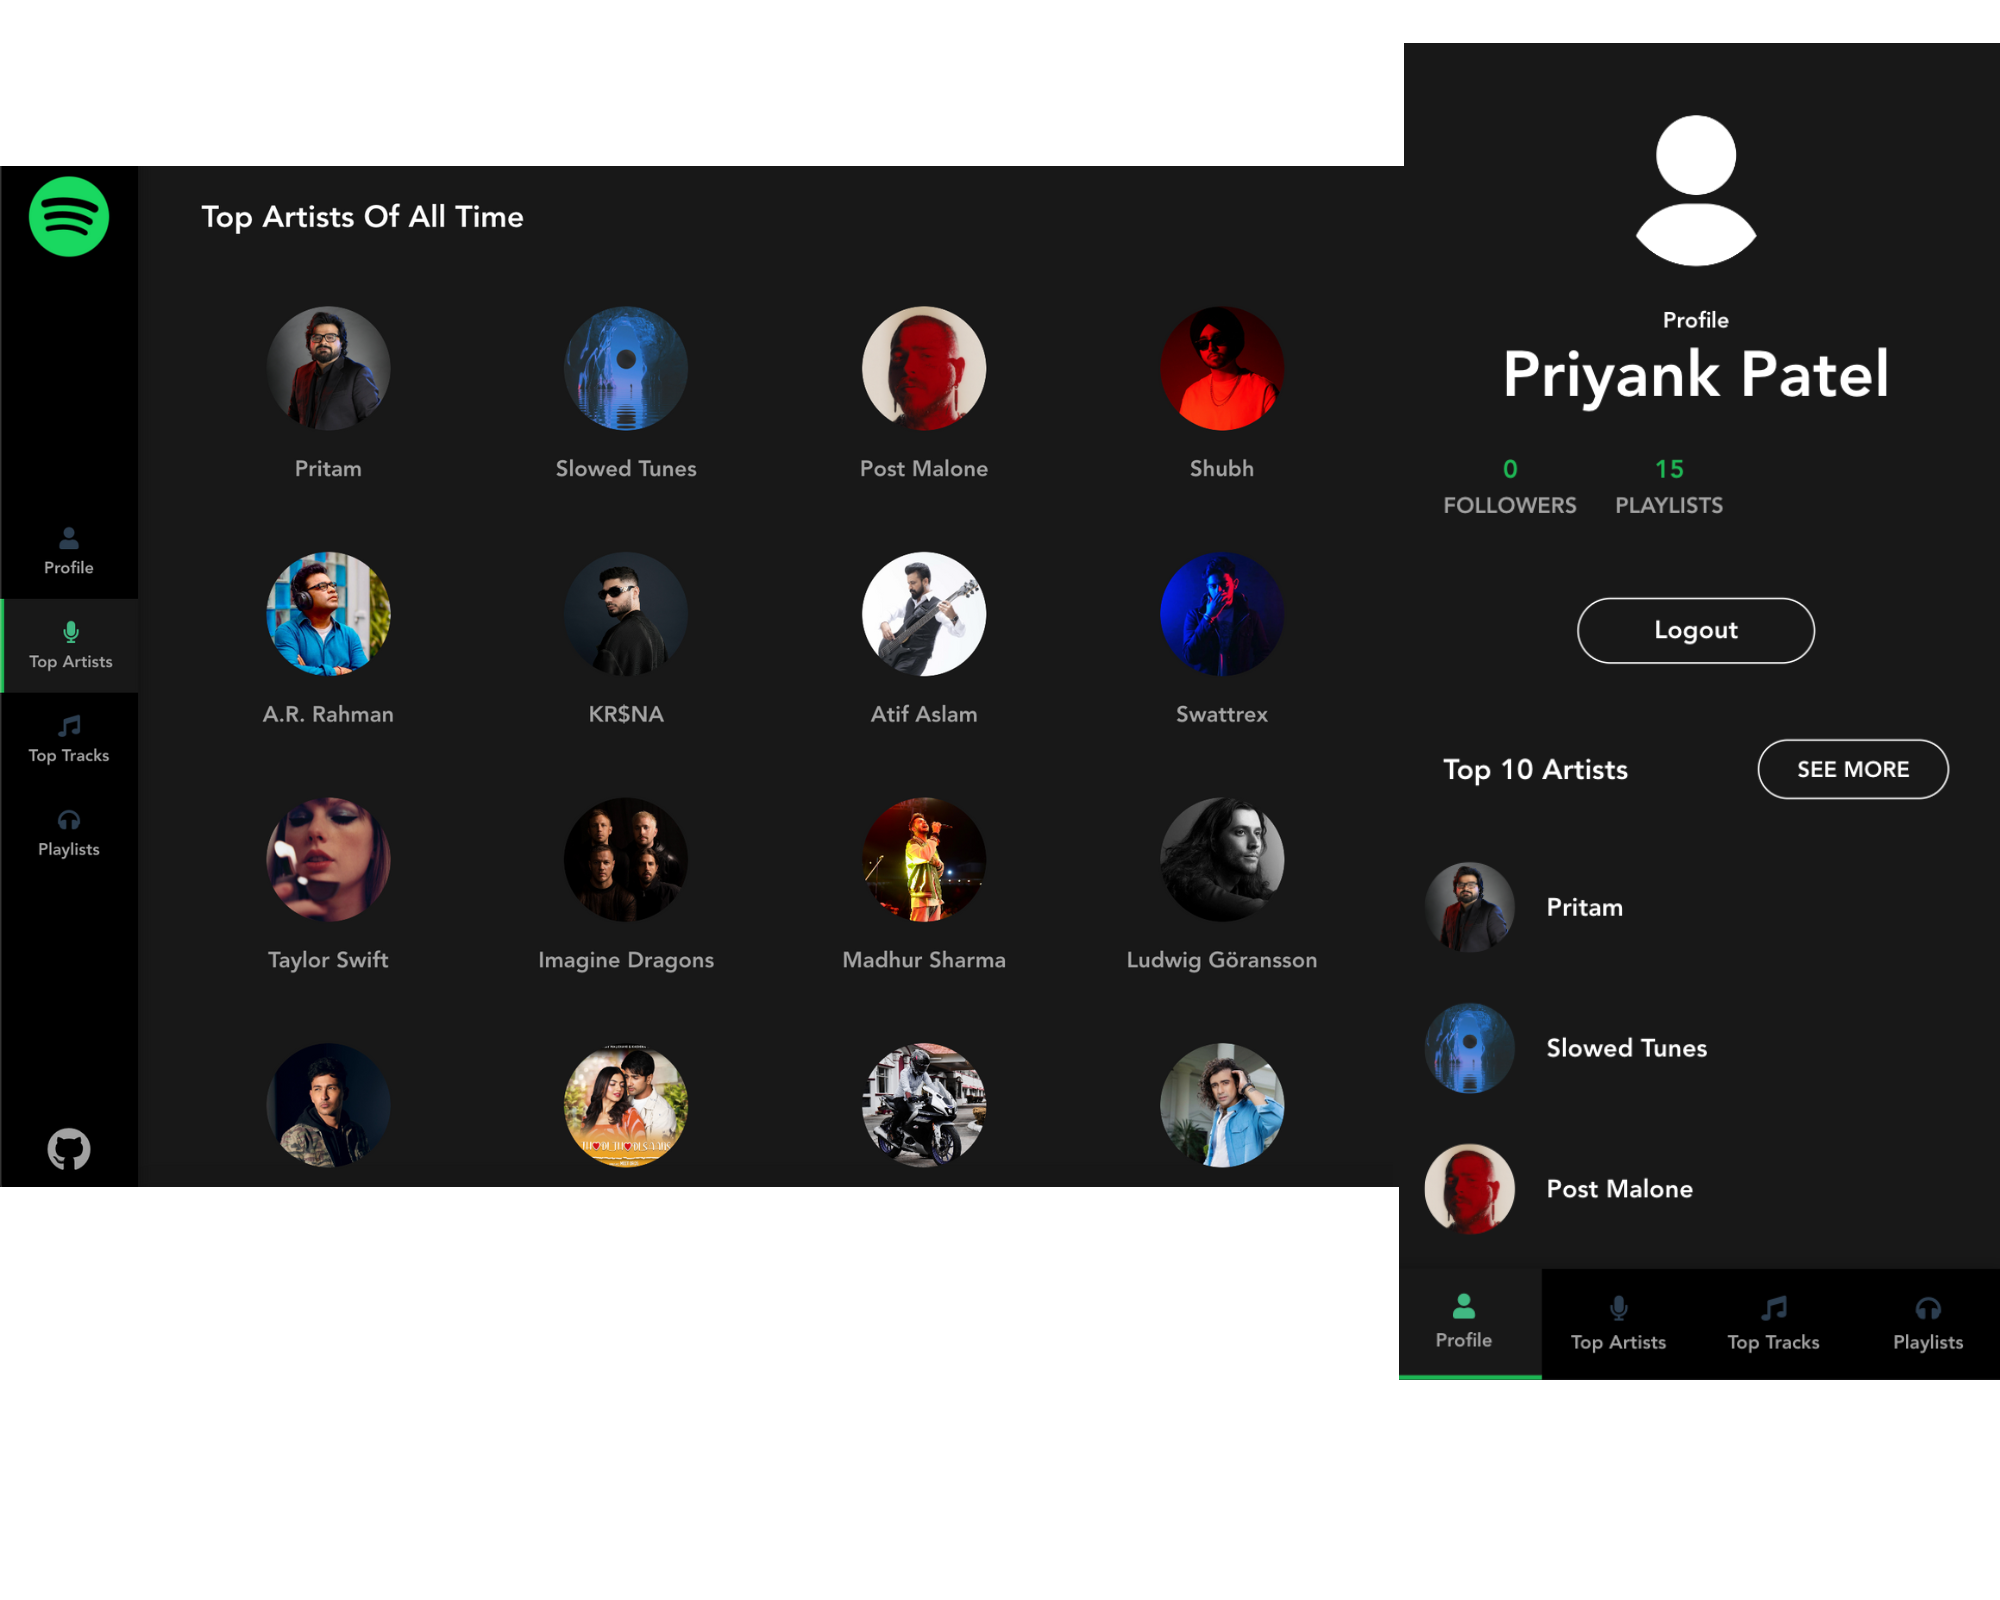 Top Artists Of All Time
Pritam
Slowed Tunes
Post Malone
Shubh
Profile
Top Artists
A.R. Rahman
KR$NA
Atif Aslam
Swattrex
Top Tracks
Playlists
Taylor Swift
Imagine Dragons
Madhur Sharma
Ludwig Göransson
Profile
Priyank Patel
0
FOLLOWERS
15
PLAYLISTS
Logout
Top 10 Artists
SEE MORE
Pritam
Slowed Tunes
Post Malone
Profile
Top Artists
Top Tracks
Playlists